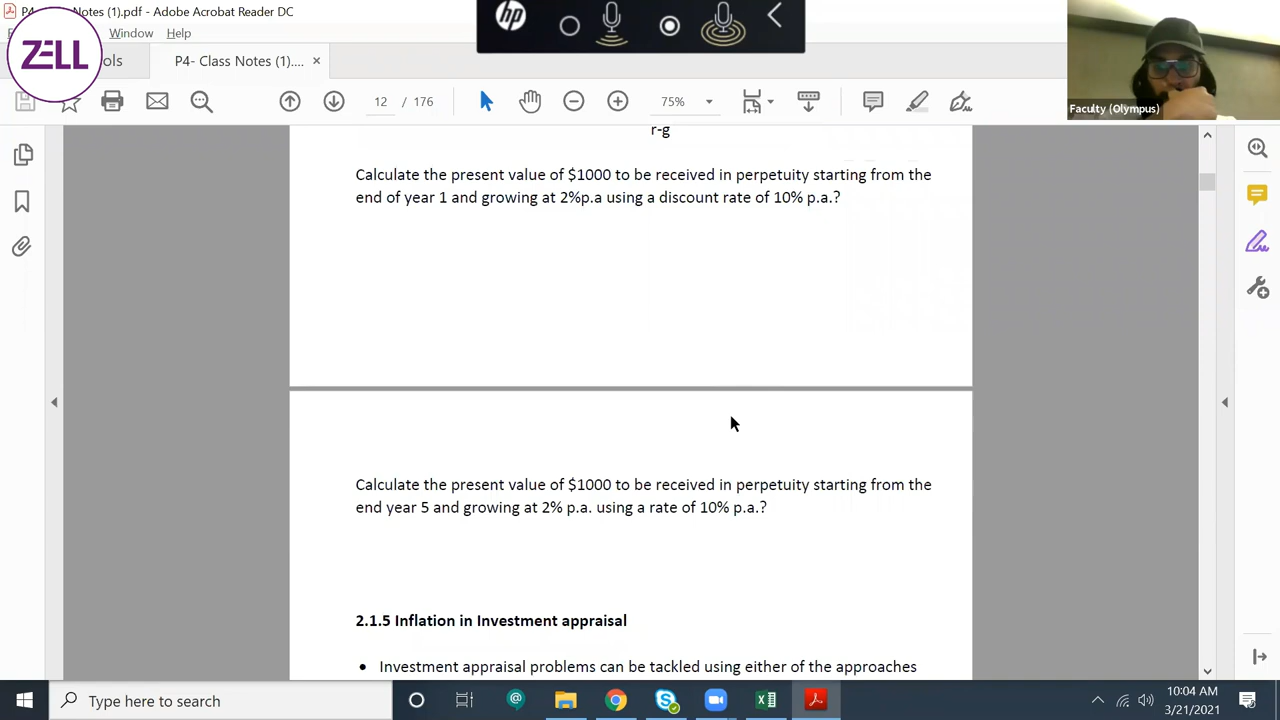 P4- Class Notes (1).pdf - Adobe Acrobat Reader DC
hp
ZELL
Window Help
ools
P4- Class Notes (1)....
12 / 176
75%
Faculty (Olympus)
r-g
Calculate the present value of $1000 to be received in perpetuity starting from the
end of year 1 and growing at 2%p.a using a discount rate of 10% p.a.?
Calculate the present value of $1000 to be received in perpetuity starting from the
end year 5 and growing at 2% p.a. using a rate of 10% p.a.?
2.1.5 Inflation in Investment appraisal
• Investment appraisal problems can be tackled using either of the approaches
Type here to search
10:04 AM
3/21/2021